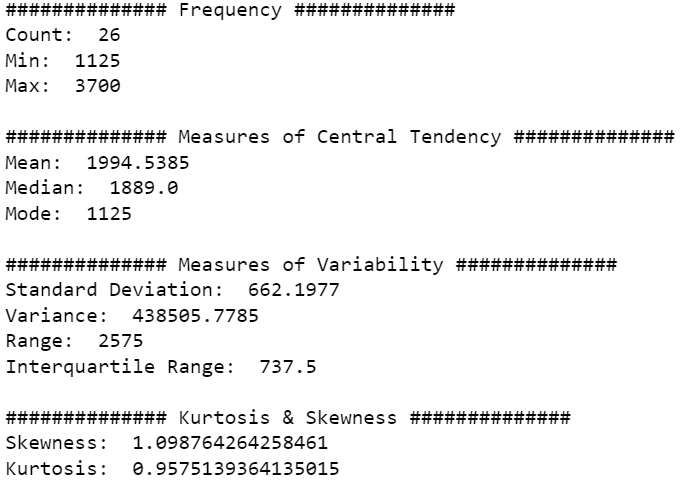 ############## Frequency ##############
Count:  26
Min:  1125
Max:  3700
############## Measures of Central Tendency ##############
Mean:  1994.5385
Median:  1889.0
Mode:  1125
############## Measures of Variability ##############
Standard Deviation:  662.1977
Variance:  438505.7785
Range:  2575
Interquartile Range:  737.5
############## Kurtosis & Skewness ##############
Skewness:  1.098764264258461
Kurtosis:  0.9575139364135015